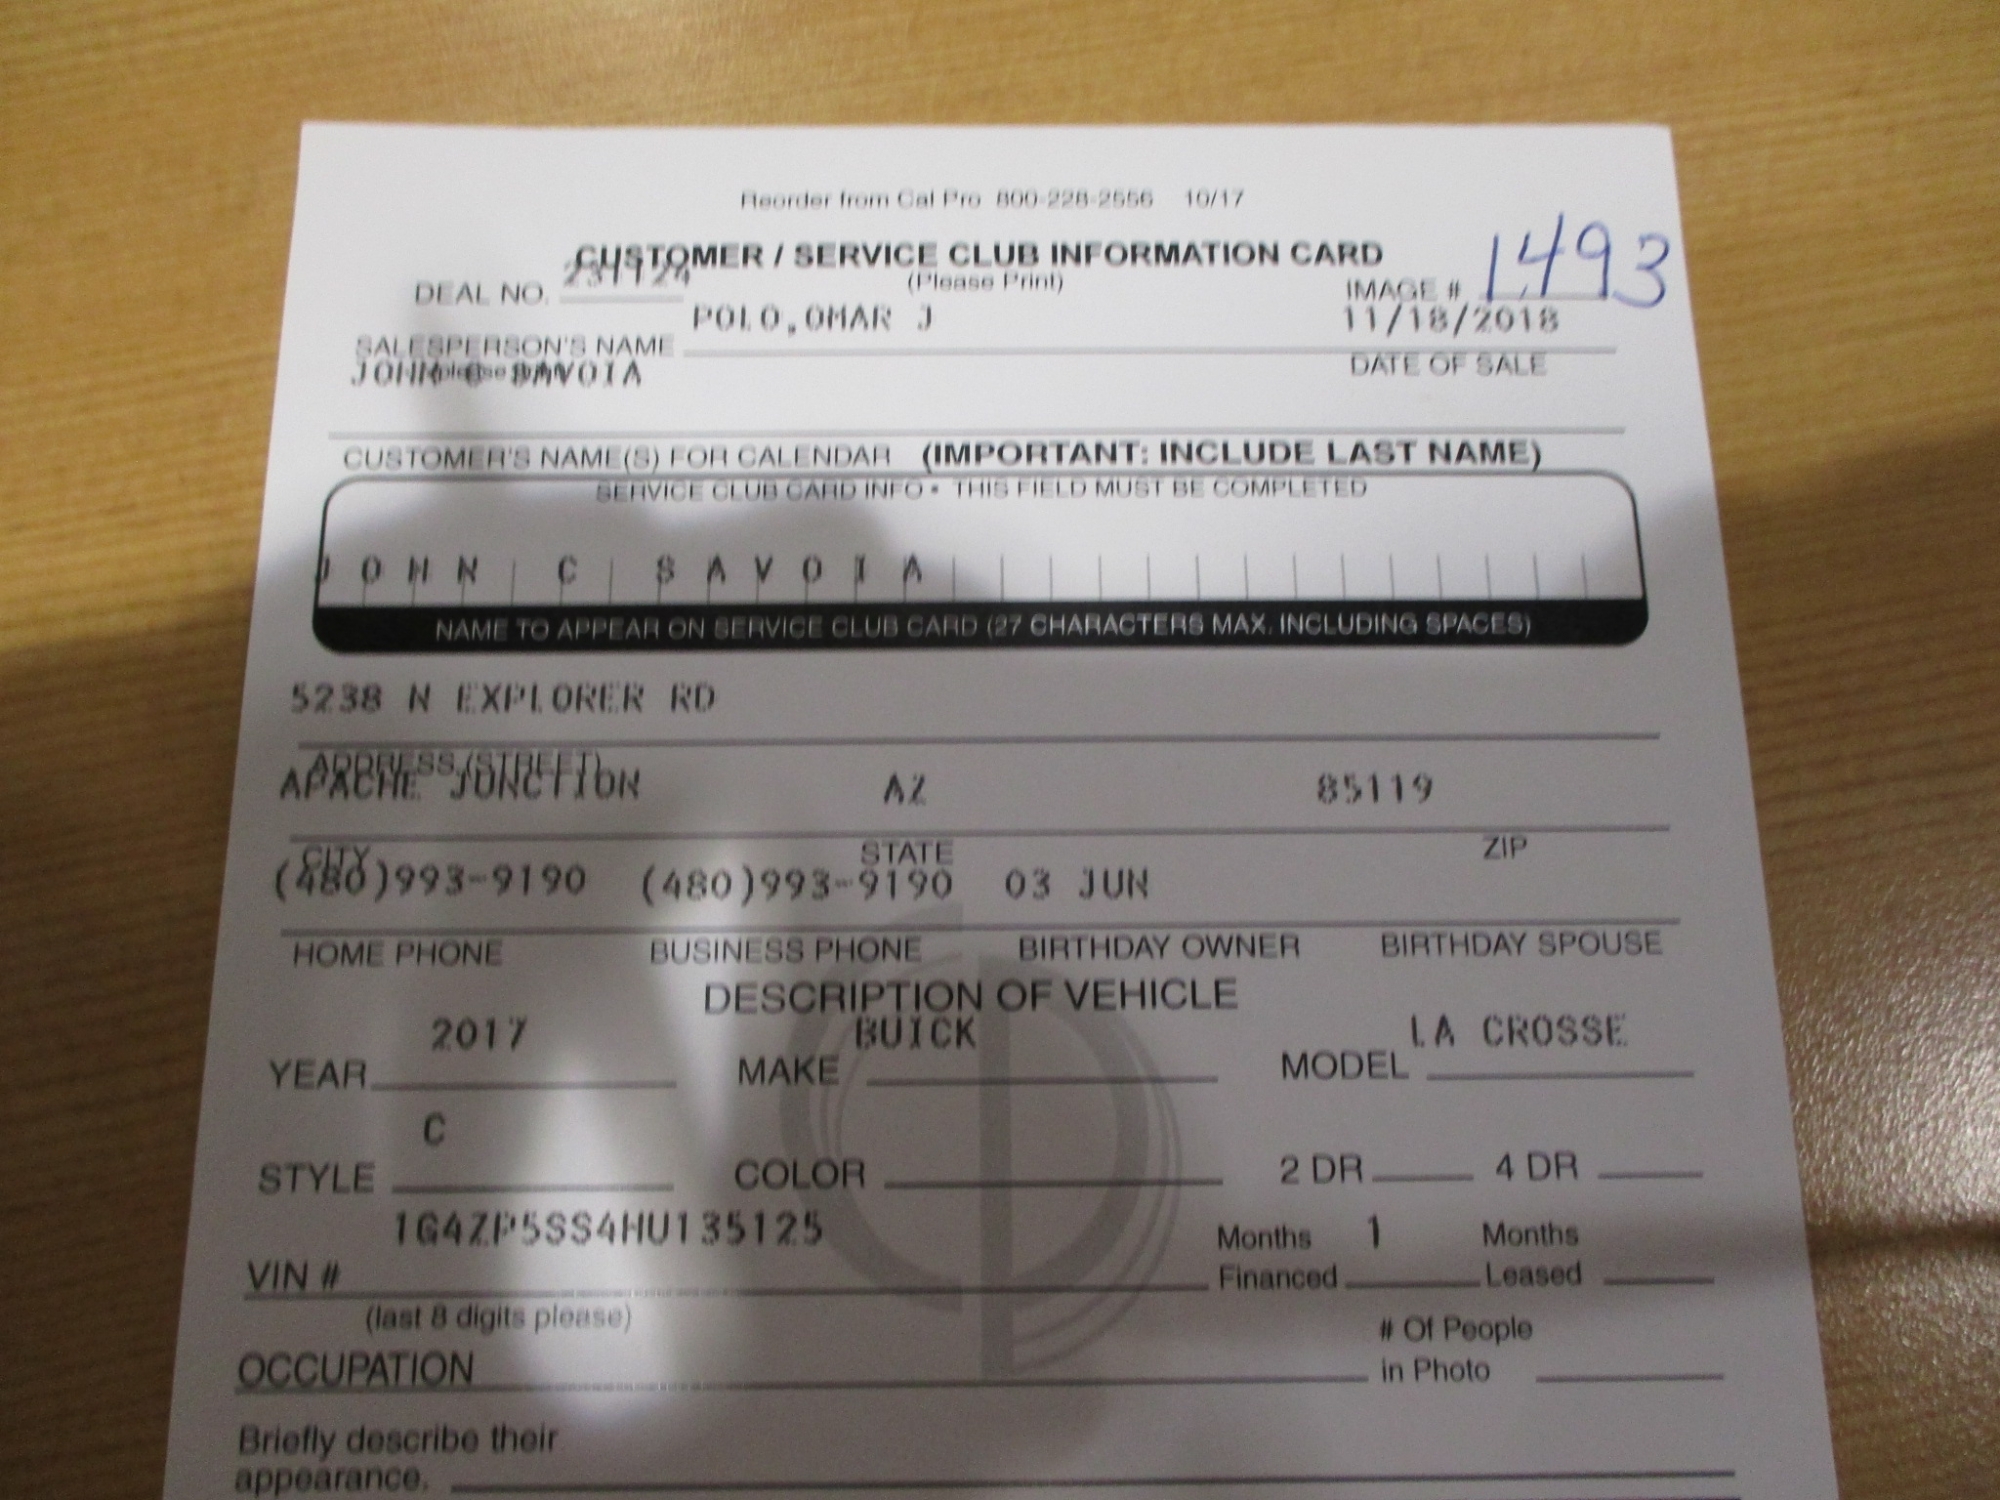 Reorder from Cal Pro 800-228-2556 10/17
CUSTOMER / SERVICE CLUB INFORMATION CARD
(Please Print)
DEAL NO.
IMAGE # 1493
POLO,OMAR J 11/18/2018
SALESPERSON'S NAME
DATE OF SALE
JOHN C SAVOIA
CUSTOMER'S NAME(S) FOR CALENDAR (IMPORTANT: INCLUDE LAST NAME)
SERVICE CLUB CARD INFO • THIS FIELD MUST BE COMPLETED
JOHN C SAVOIA
NAME TO APPEAR ON SERVICE CLUB CARD (27 CHARACTERS MAX. INCLUDING SPACES)
5238 N EXPLORER RD
ADDRESS (STREET)
APACHE JUNCTION AZ 85119
CITY STATE ZIP
(480)993-9190 (480)993-9190 03 JUN
HOME PHONE BUSINESS PHONE BIRTHDAY OWNER BIRTHDAY SPOUSE
DESCRIPTION OF VEHICLE
2017 BUICK LA CROSSE
YEAR MAKE MODEL
C
STYLE COLOR 2 DR 4 DR
1G4ZP5SS4HU135125 Months 1 Months
VIN # Financed Leased
(last 8 digits please)
# Of People
OCCUPATION in Photo
Briefly describe their
appearance.